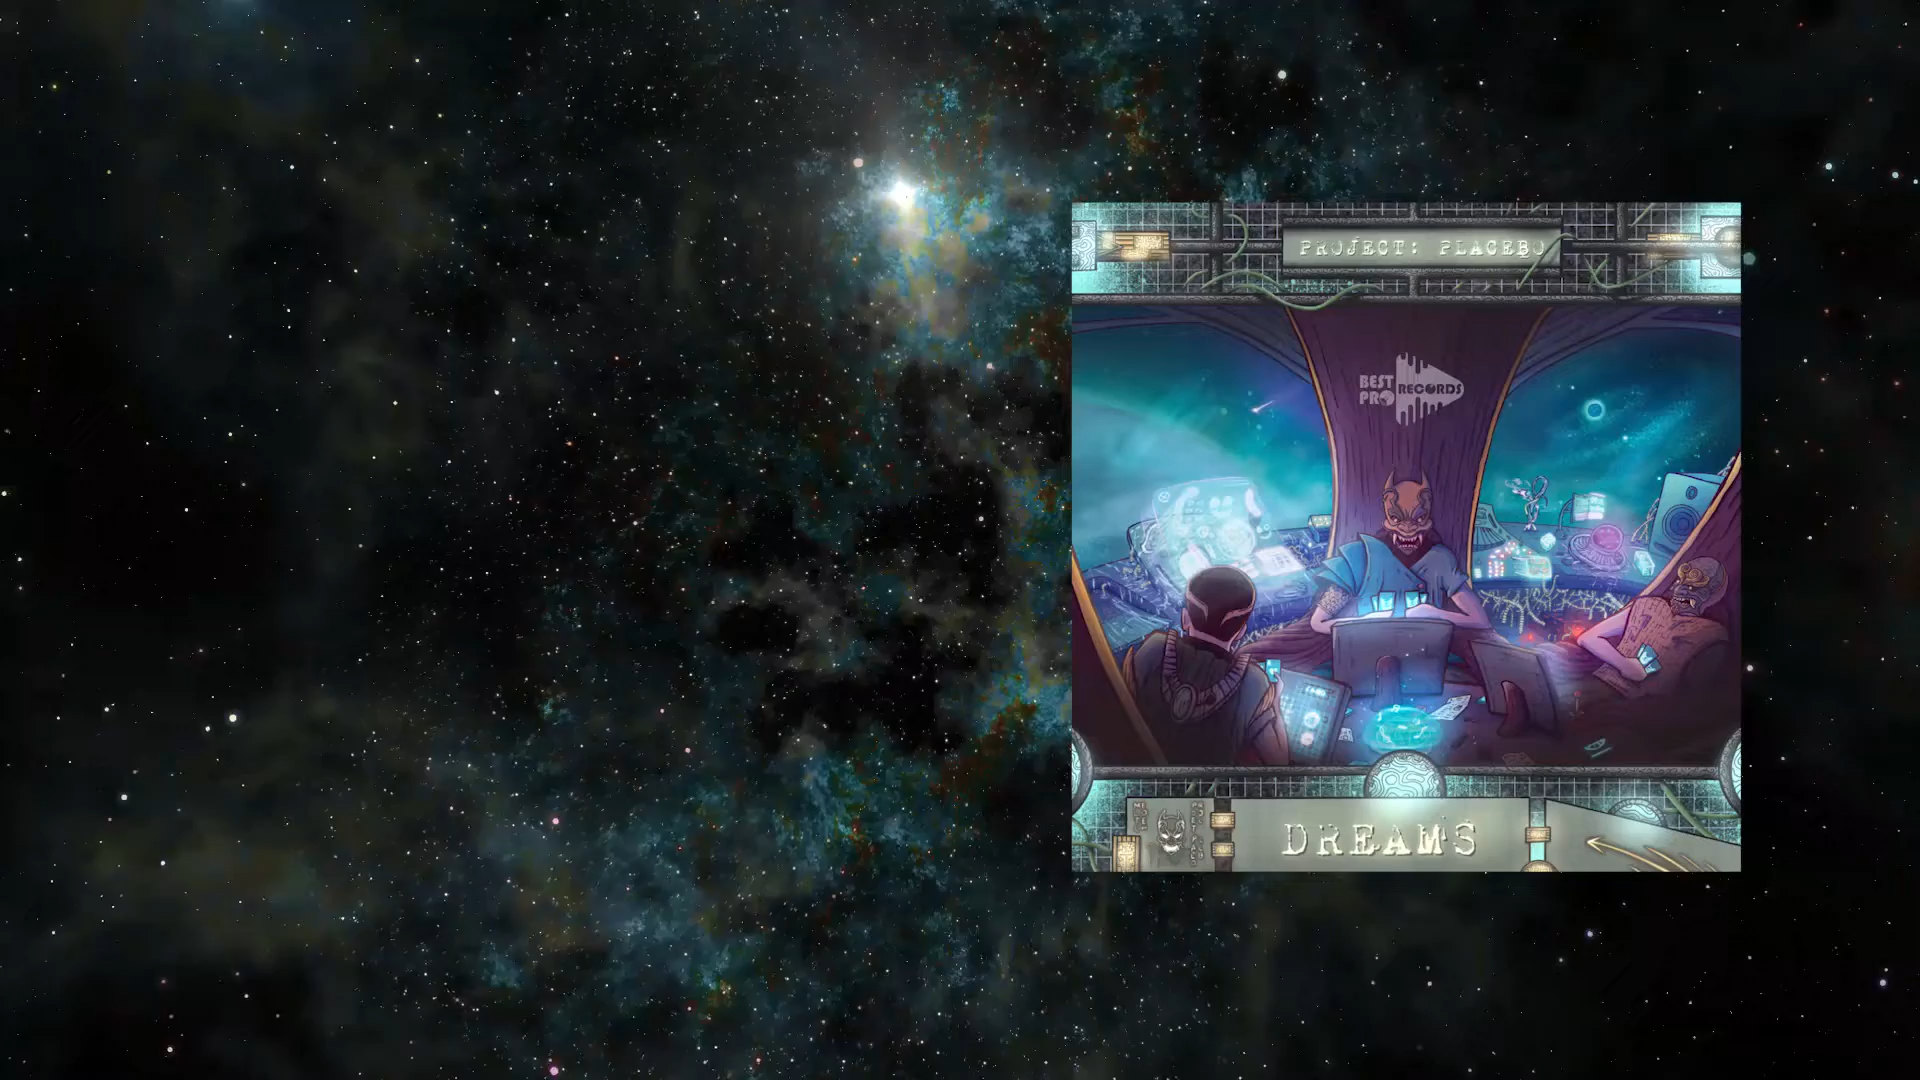 PROJECT: PLACEBO
BEST
PRO
RECORDS
DREAMS